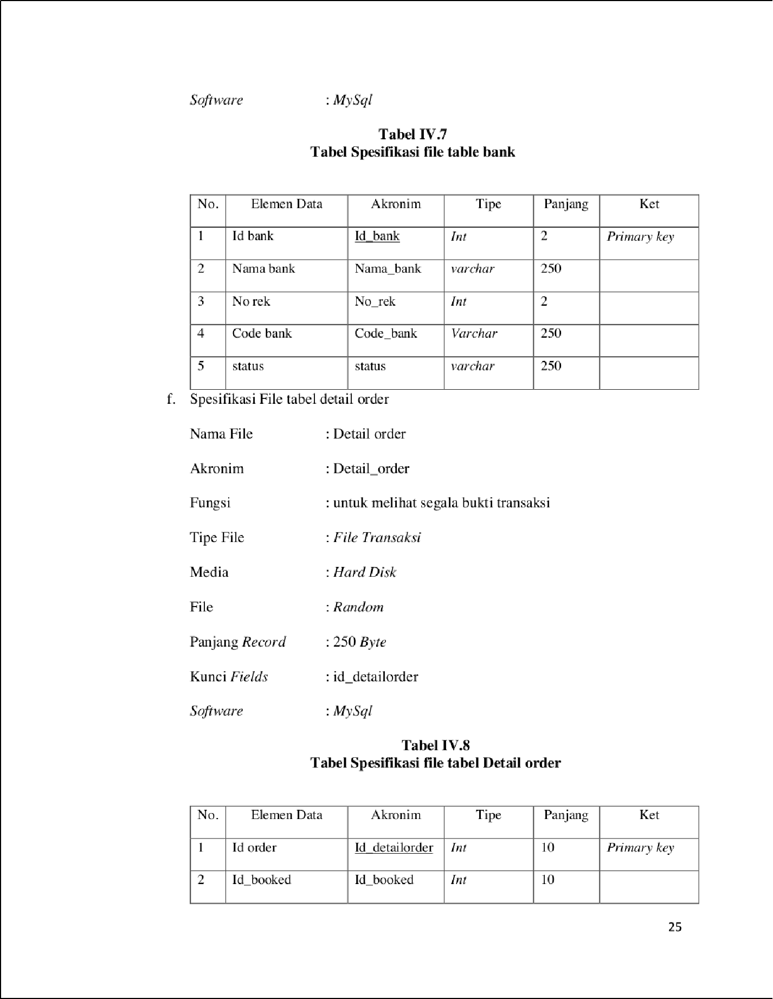 Software : MySql
Tabel IV.7
Tabel Spesifikasi file table bank
No. Elemen Data Akronim Tipe Panjang Ket
1 Id bank Id_bank Int 2 Primary key
2 Nama bank Nama_bank varchar 250
3 No rek No_rek Int 2
4 Code bank Code_bank Varchar 250
5 status status varchar 250
f. Spesifikasi File tabel detail order
Nama File : Detail order
Akronim : Detail_order
Fungsi : untuk melihat segala bukti transaksi
Tipe File : File Transaksi
Media : Hard Disk
File : Random
Panjang Record : 250 Byte
Kunci Fields : id_detailorder
Software : MySql
Tabel IV.8
Tabel Spesifikasi file tabel Detail order
No. Elemen Data Akronim Tipe Panjang Ket
1 Id order Id_detailorder Int 10 Primary key
2 Id_booked Id_booked Int 10
25